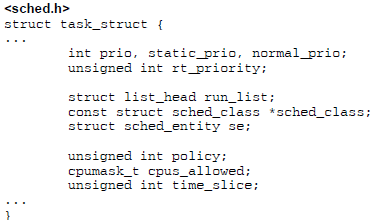 <sched.h>
struct task_struct {
...
int prio, static_prio, normal_prio;
unsigned int rt_priority;
struct list_head run_list;
const struct sched_class *sched_class;
struct sched_entity se;
unsigned int policy;
cpumask_t cpus_allowed;
unsigned int time_slice;
...
}